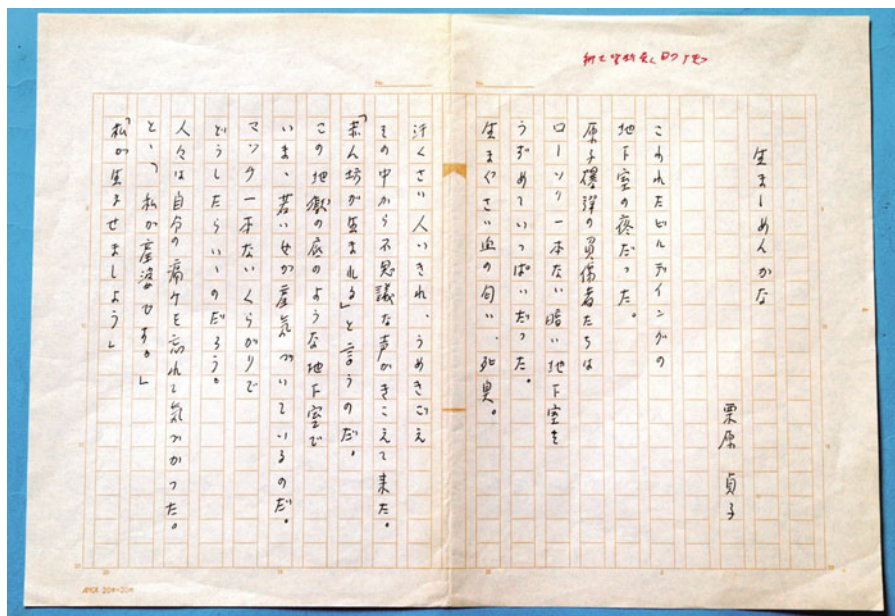 生ましめんかな
栗原 貞子
こわれたビルディングの
地下室の夜だった。
原子爆弾の負傷者たちは
ローソク一本ない暗い地下室を
うずめていっぱいだった。
生まぐさい血の匂い、死臭。
汗くさい人いきれ、うめきごえ
その中から不思議な声がきこえて来た。
「赤ん坊が生まれる」と言うのだ。
この地獄の底のような地下室で
いま、若い女が産気づいているのだ。
マッチ一本ないくらがりで
どうしたらいいのだろう。
人々は自分の痛みを忘れて気づかった。
と、「私が産婆です。」
「私が生ませましょう」
APICA 20×20